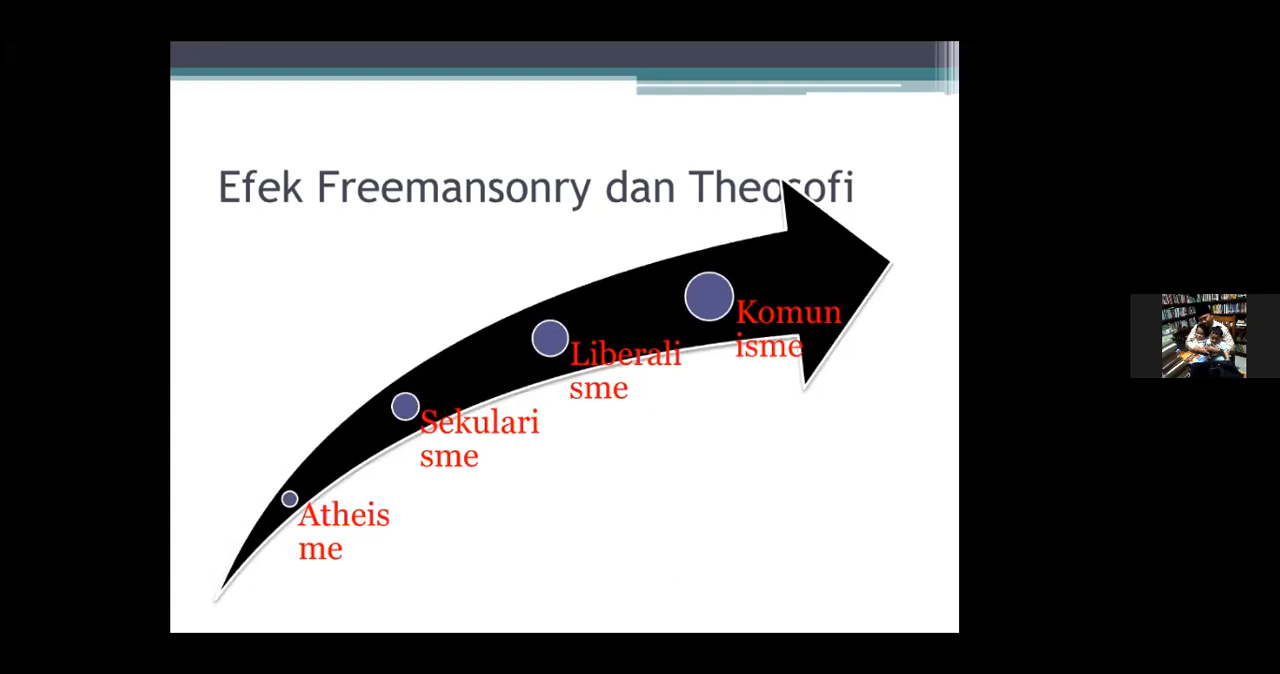 Efek Freemansonry dan Theosofi
Komun
isme
Liberali
sme
Sekulari
sme
Atheis
me